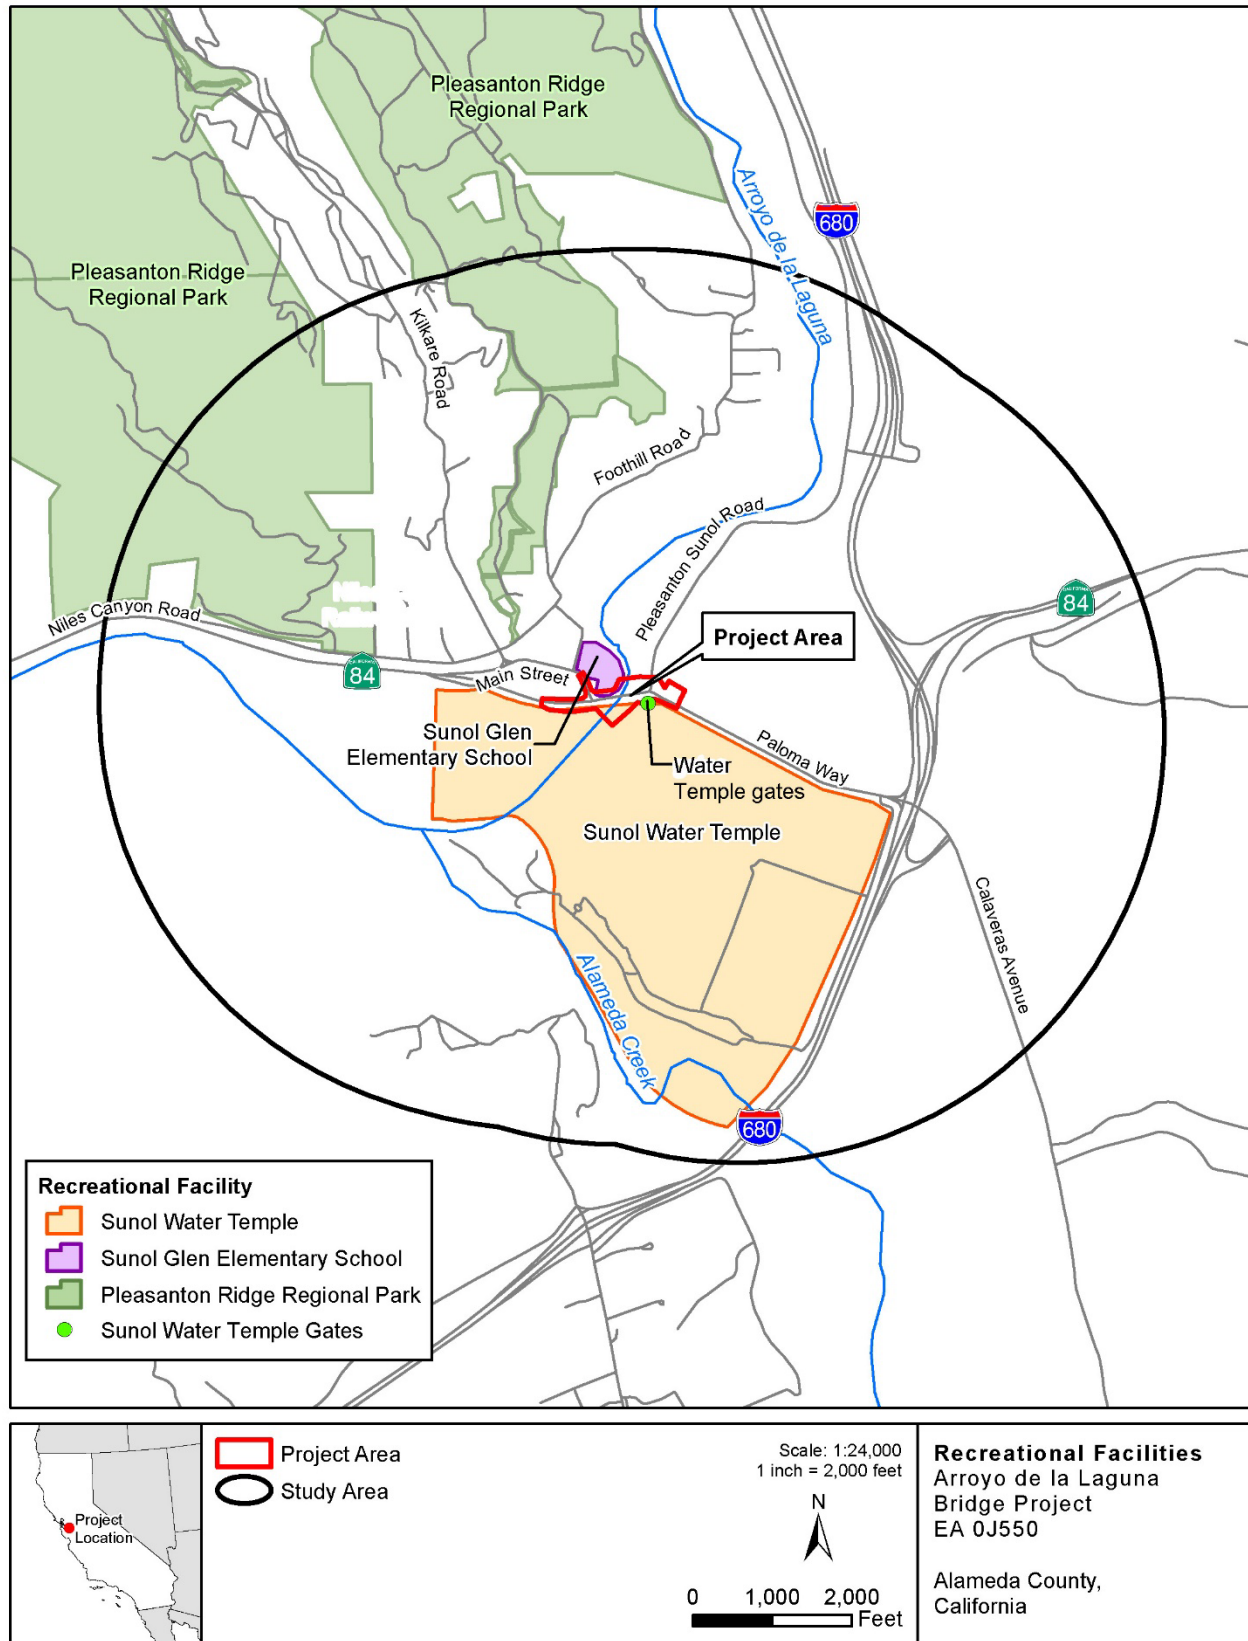 Pleasanton Ridge
Regional Park
Arroyo de la Laguna
680
Pleasanton Ridge
Regional Park
Kilkare Road
Foothill Road
Pleasanton Sunol Road
Niles Canyon Road
84
84
Project Area
Main Street
Sunol Glen
Elementary School
Water
Temple gates
Paloma Way
Sunol Water Temple
Calaveras Avenue
Alameda Creek
680
Recreational Facility
Sunol Water Temple
Sunol Glen Elementary School
Pleasanton Ridge Regional Park
Sunol Water Temple Gates
Project
Location
Project Area
Study Area
Scale: 1:24,000
1 inch = 2,000 feet
N
0 1,000 2,000
Feet
Recreational Facilities
Arroyo de la Laguna
Bridge Project
EA 0J550
Alameda County,
California